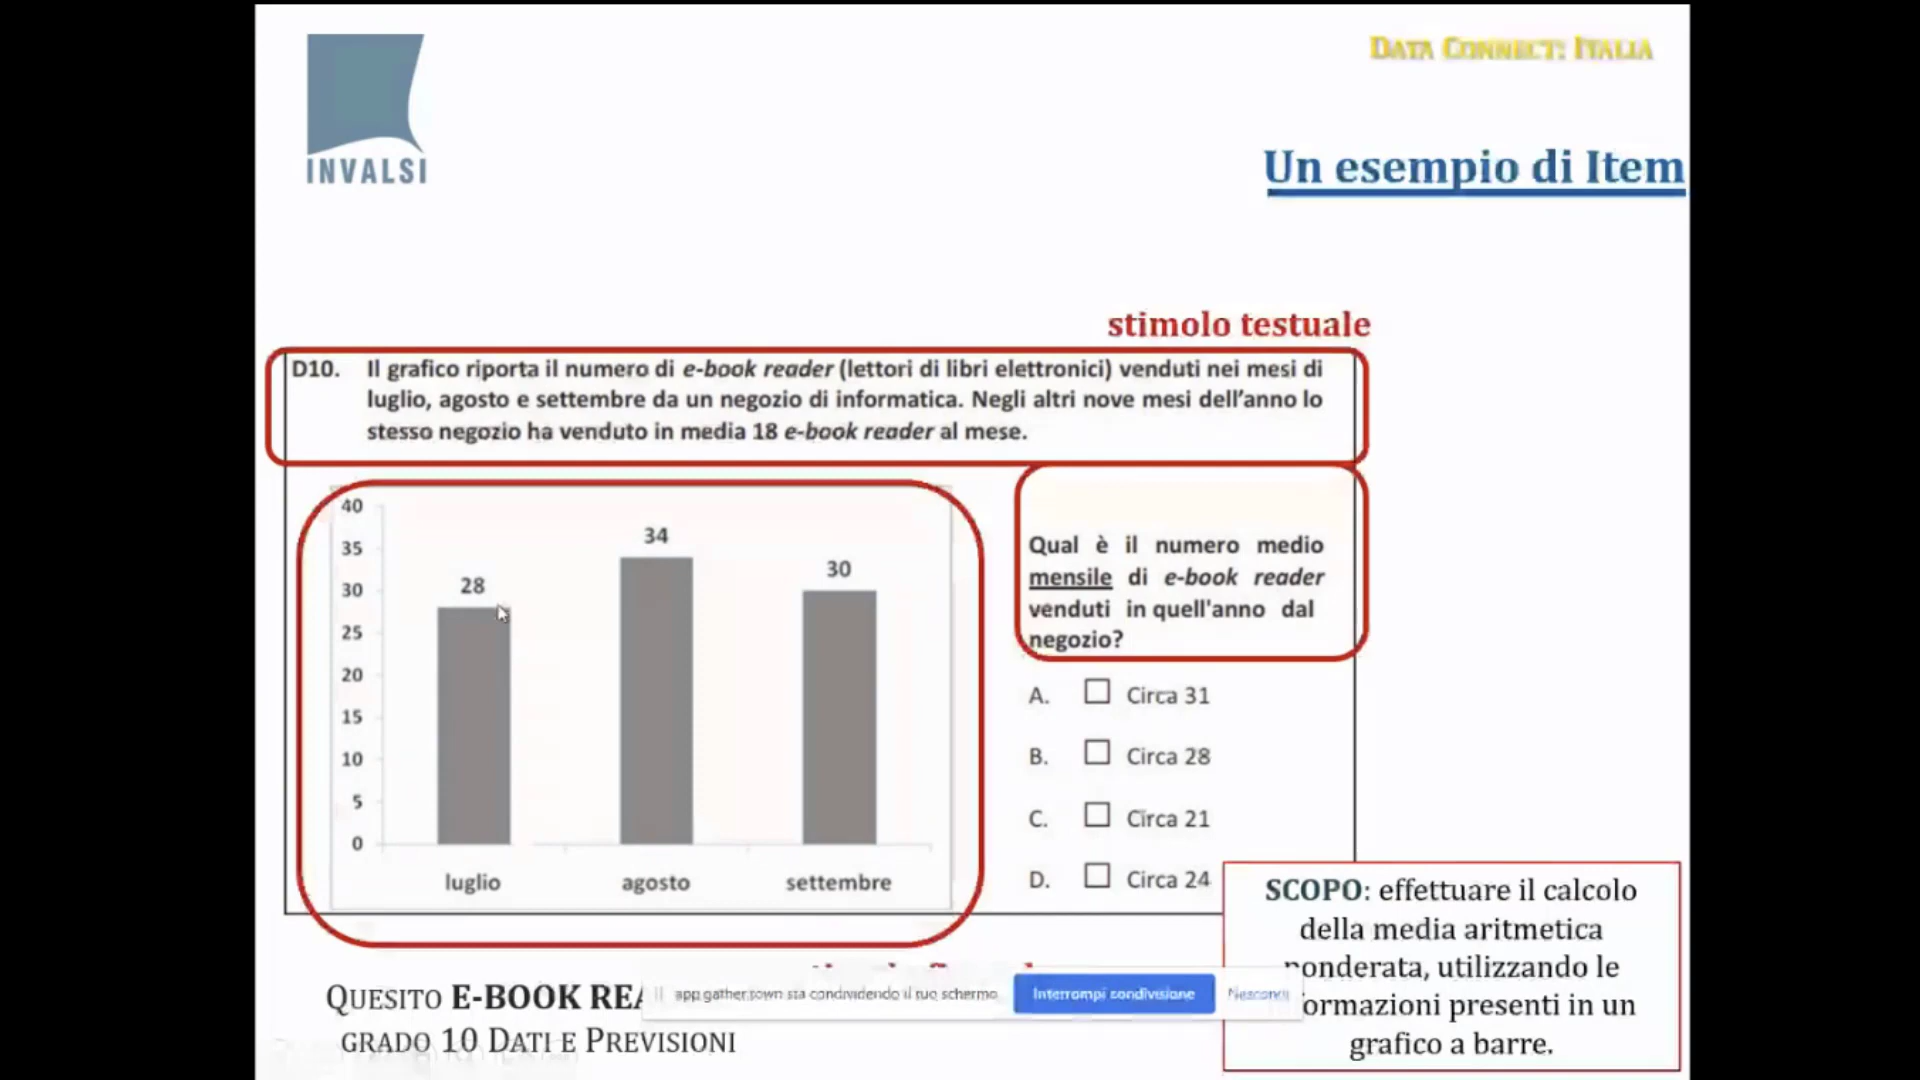 INVALSI
DATA CONNECT: ITALIA
Un esempio di Item
stimolo testuale
D10. Il grafico riporta il numero di e-book reader (lettori di libri elettronici) venduti nei mesi di
luglio, agosto e settembre da un negozio di informatica. Negli altri nove mesi dell'anno lo
stesso negozio ha venduto in media 18 e-book reader al mese.
40
35
30
25
20
15
10
5
0
28
34
30
luglio agosto settembre
Qual è il numero medio
mensile di e-book reader
venduti in quell'anno dal
negozio?
A. Circa 31
B. Circa 28
C. Circa 21
D. Circa 24
SCOPO: effettuare il calcolo
della media aritmetica
ponderata, utilizzando le
formazioni presenti in un
grafico a barre.
QUESITO E-BOOK REA
GRADO 10 DATI E PREVISIONI
app.gather.town sta condividendo il tuo schermo. Interrompi condivisione Nascondi